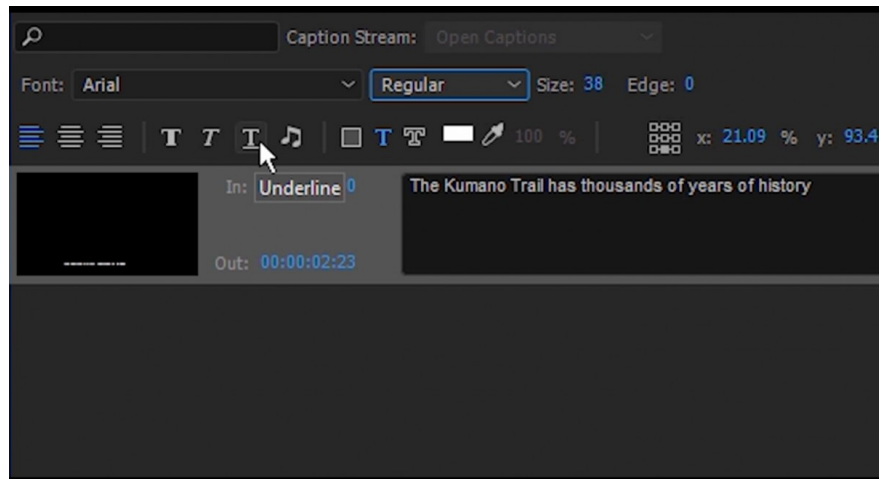 Caption Stream: Open Captions
Font: Arial Regular Size: 38 Edge: 0
T T T T T 100 % x: 21.09 % y: 93.4
In: Underline 0 The Kumano Trail has thousands of years of history
Out: 00:00:02:23